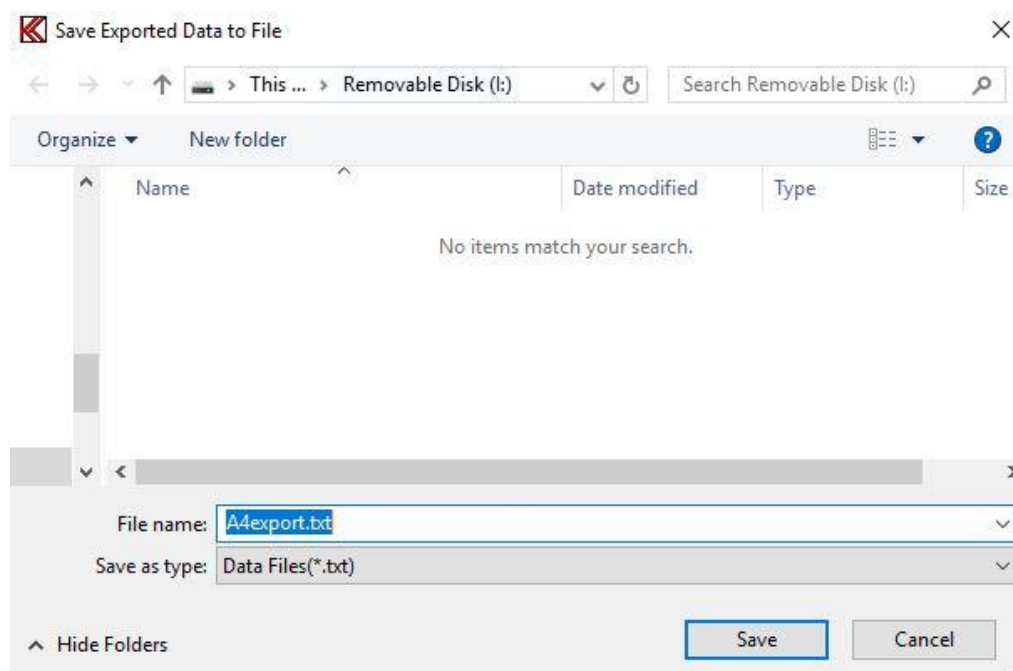 Save Exported Data to File
This ... > Removable Disk (I:)
Search Removable Disk (I:)
Organize
New folder
Name
Date modified
Type
Size
No items match your search.
File name: A4export.txt
Save as type: Data Files(*.txt)
Hide Folders
Save
Cancel